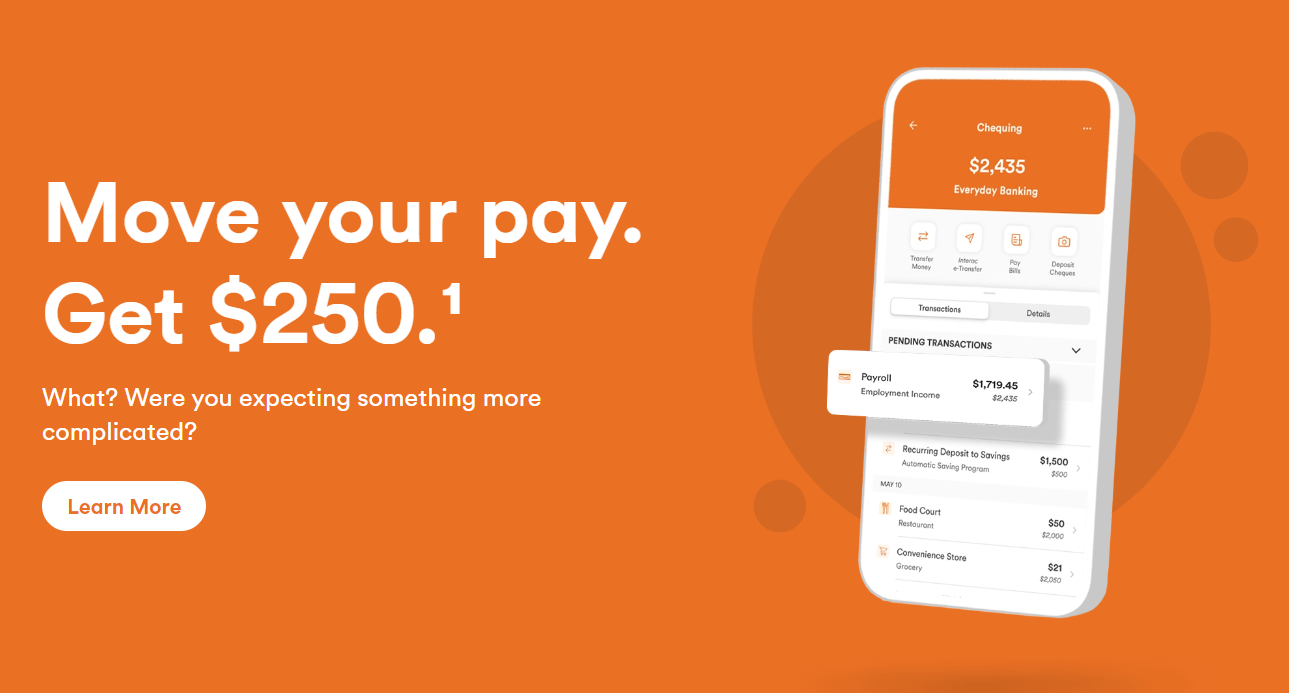 Move your pay.
Get $250.¹
What? Were you expecting something more
complicated?
Learn More
Chequing
$2,435
Everyday Banking
Transfer
Money
Interac
e-Transfer
Pay
Bills
Deposit
Cheques
Transactions
Details
PENDING TRANSACTIONS
Payroll
$1,719.45
Employment Income
$2,435
Recurring Deposit to Savings
$1,500
Automatic Saving Program
$500
MAY 10
Food Court
$50
Restaurant
$2,000
Convenience Store
$21
Grocery
$2,050